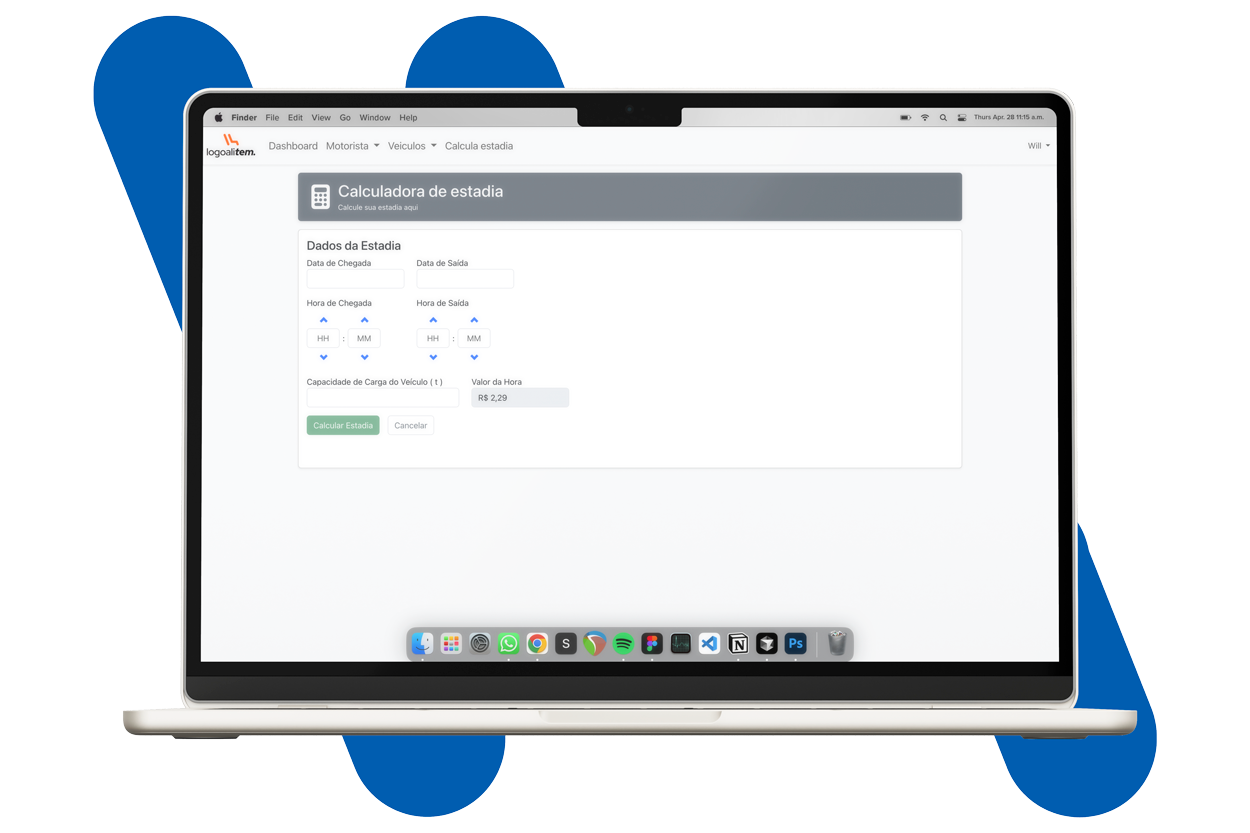 Finder File Edit View Go Window Help
Thurs Apr. 28 11:15 a.m.
logoalitem.
Dashboard Motorista Veículos Calcula estadia
Will
Calculadora de estadia
Calcule sua estadia aqui
Dados da Estadia
Data de Chegada Data de Saída
Hora de Chegada Hora de Saída
HH : MM HH : MM
Capacidade de Carga do Veículo ( t ) Valor da Hora
R$ 2,29
Calcular Estadia Cancelar
S N Ps